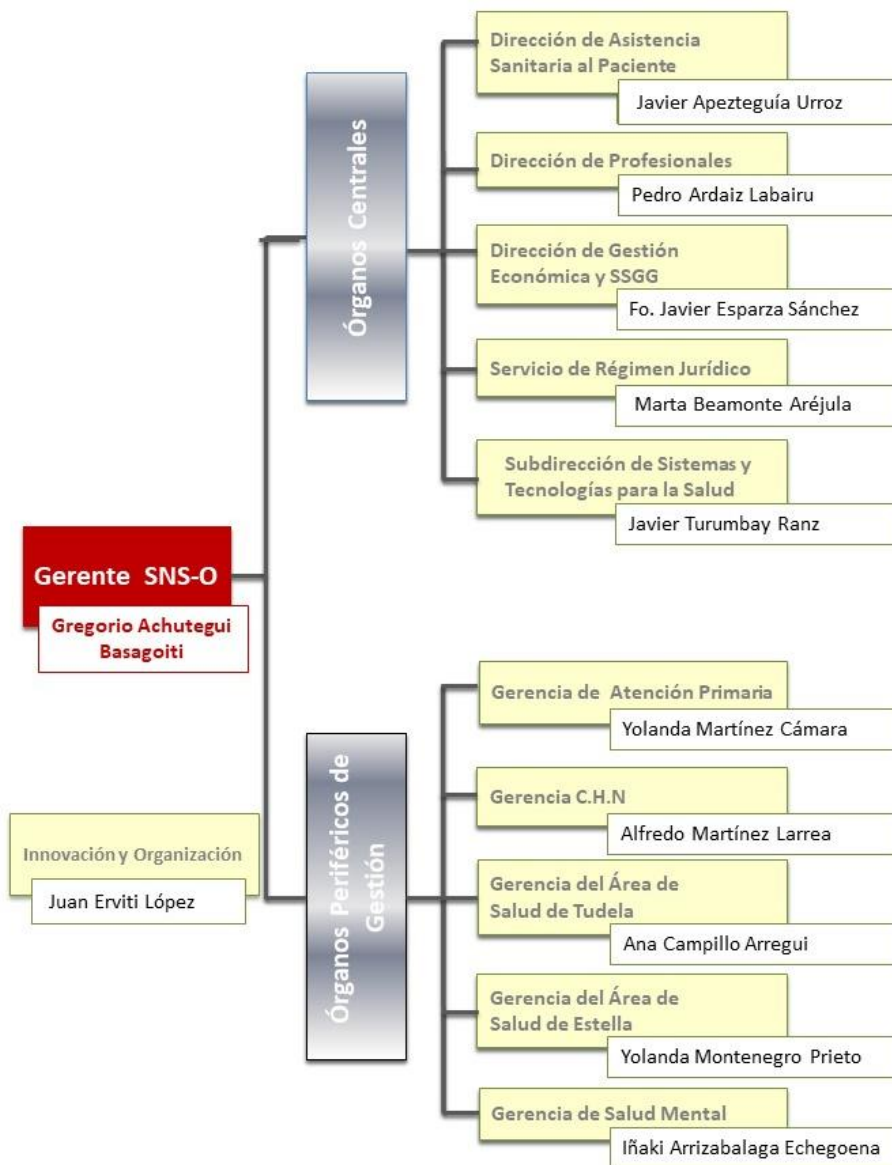 Gerente SNS-O
Gregorio Achutegui
Basagoiti
Innovación y Organización
Juan Erviti López
Órganos Centrales
Dirección de Asistencia
Sanitaria al Paciente
Javier Apezteguía Urroz
Dirección de Profesionales
Pedro Ardaiz Labairu
Dirección de Gestión
Económica y SSGG
Fo. Javier Esparza Sánchez
Servicio de Régimen Jurídico
Marta Beamonte Aréjula
Subdirección de Sistemas y
Tecnologías para la Salud
Javier Turumbay Ranz
Órganos Periféricos de
Gestión
Gerencia de Atención Primaria
Yolanda Martínez Cámara
Gerencia C.H.N
Alfredo Martínez Larrea
Gerencia del Área de
Salud de Tudela
Ana Campillo Arregui
Gerencia del Área de
Salud de Estella
Yolanda Montenegro Prieto
Gerencia de Salud Mental
Iñaki Arrizabalaga Echegoena